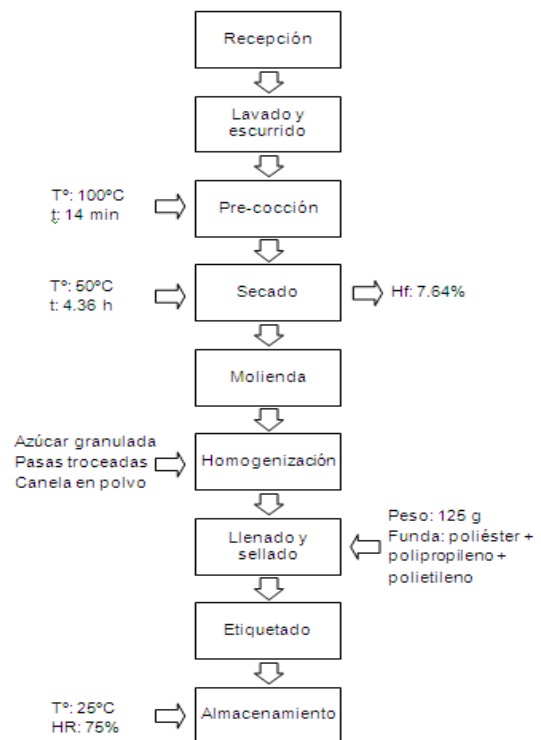 Recepción
Lavado y
escurrido
Tº: 100ºC
t: 14 min
Pre-cocción
Tº: 50ºC
t: 4.36 h
Secado
Hf: 7.64%
Molienda
Azúcar granulada
Pasas troceadas
Canela en polvo
Homogenización
Llenado y
sellado
Peso: 125 g
Funda: poliéster +
polipropileno +
polietileno
Etiquetado
Tº: 25ºC
HR: 75%
Almacenamiento